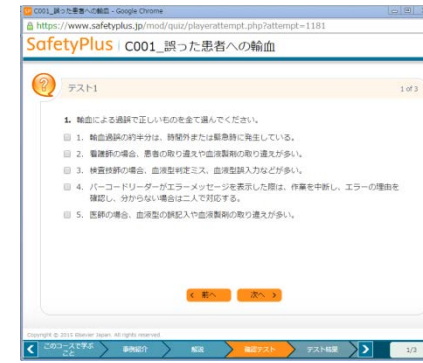 C001_誤った患者への輸血 - Google Chrome
https://www.safetyplus.jp/mod/quiz/playerattempt.php?attempt=1181
SafetyPlus | C001_誤った患者への輸血
テスト1
1 of 3
1. 輸血による過誤で正しいものを全て選んでください。
1. 輸血過誤の約半分は、時間外または緊急時に発生している。
2. 看護師の場合、患者の取り違えや血液製剤の取り違えが多い。
3. 検査技師の場合、血液型判定ミス、血液型誤入力などが多い。
4. バーコードリーダーがエラーメッセージを表示した際は、作業を中断し、エラーの理由を
確認し、分からない場合は二人で対応する。
5. 医師の場合、血液型の誤記入や血液製剤の取り違えが多い。
前へ
次へ
Copyright © 2015 Elsevier Japan. All rights reserved.
このコースで学ぶ
こと
事例紹介
解説
確認テスト
テスト結果
1/3